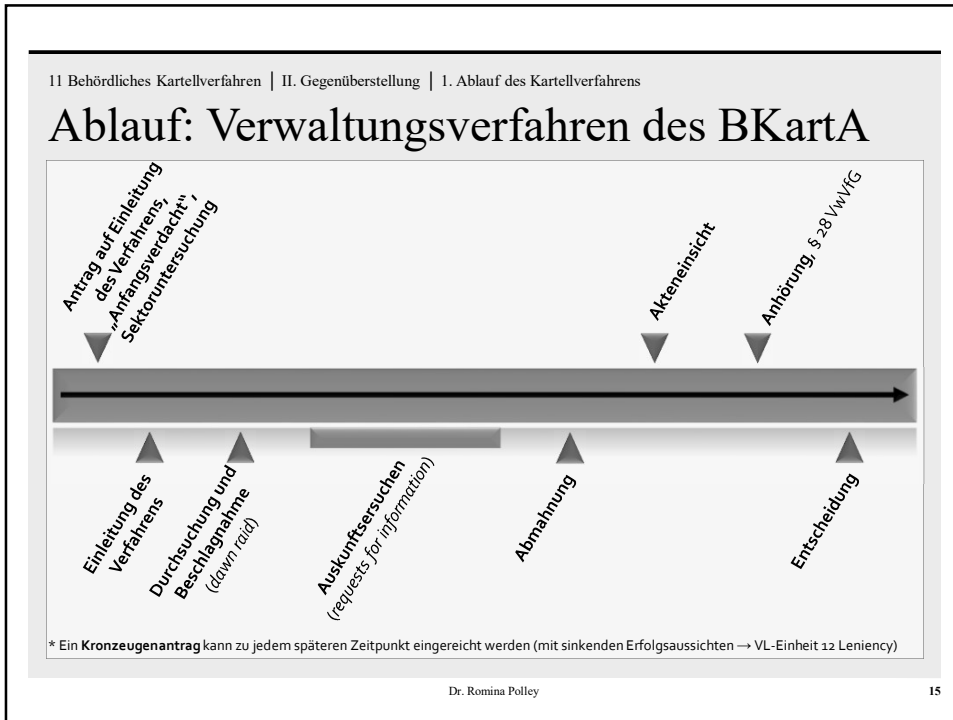 11 Behördliches Kartellverfahren | II. Gegenüberstellung | 1. Ablauf des Kartellverfahrens
Ablauf: Verwaltungsverfahren des BKartA
Antrag auf Einleitung
des Verfahrens,
„Anfangsverdacht“,
Sektoruntersuchung
Akteneinsicht
Anhörung, § 28 VwVfG
Einleitung des
Verfahrens
Durchsuchung und
Beschlagnahme
(dawn raid)
Auskunftsersuchen
(requests for information)
Abmahnung
Entscheidung
* Ein Kronzeugenantrag kann zu jedem späteren Zeitpunkt eingereicht werden (mit sinkenden Erfolgsaussichten → VL-Einheit 12 Leniency)
Dr. Romina Polley
15